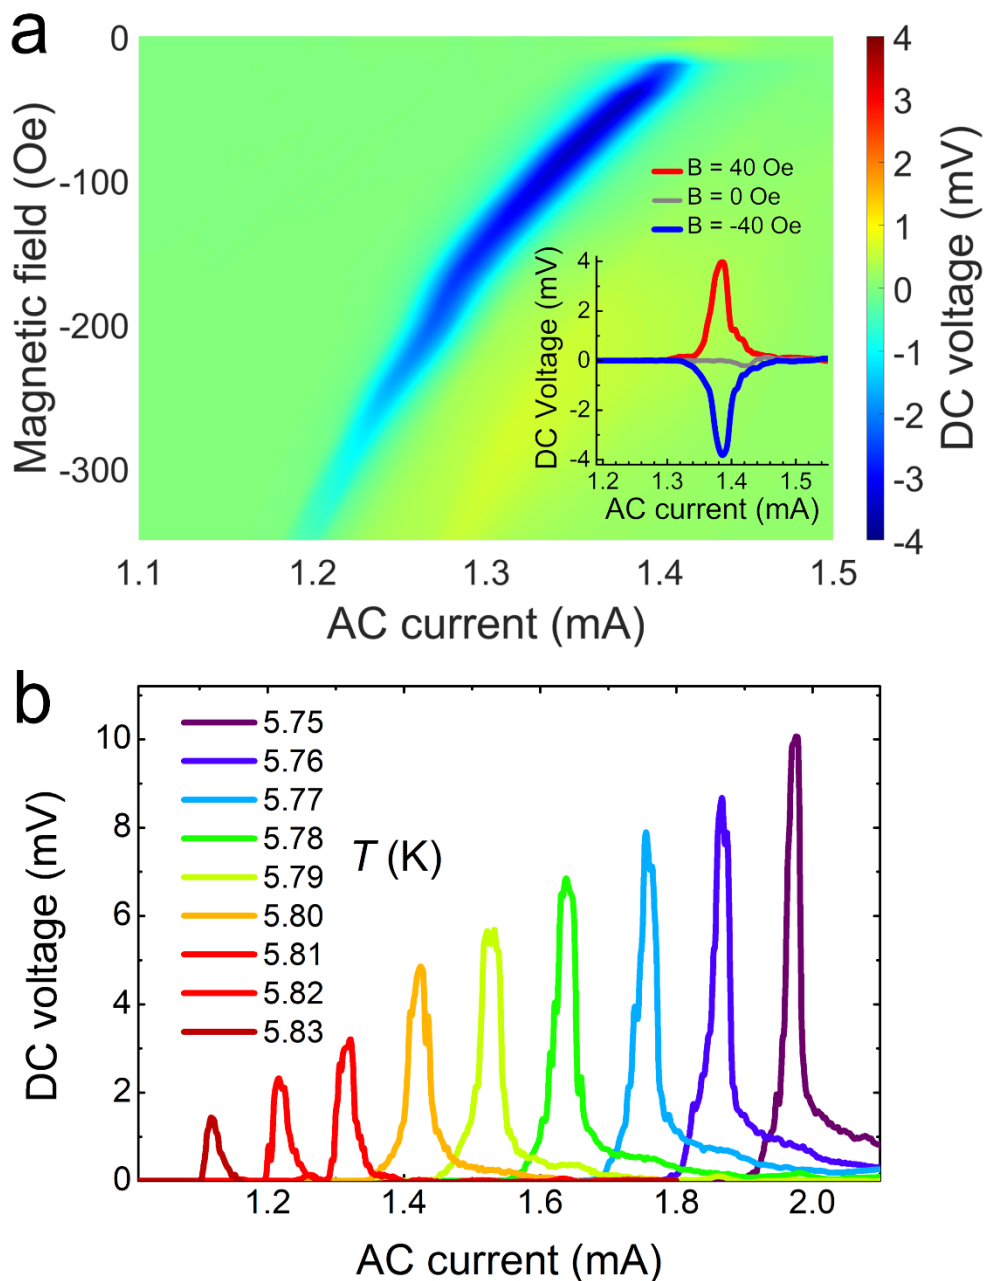 a
0
-100
-200
-300
Magnetic field (Oe)
1.1 1.2 1.3 1.4 1.5
AC current (mA)
B = 40 Oe
B = 0 Oe
B = -40 Oe
4
2
0
-2
-4
DC Voltage (mV)
1.2 1.3 1.4 1.5
AC current (mA)
4
3
2
1
0
-1
-2
-3
-4
DC voltage (mV)
b
10
8
6
4
2
0
DC voltage (mV)
5.75
5.76
5.77
5.78
5.79
5.80
5.81
5.82
5.83
T (K)
1.2 1.4 1.6 1.8 2.0
AC current (mA)